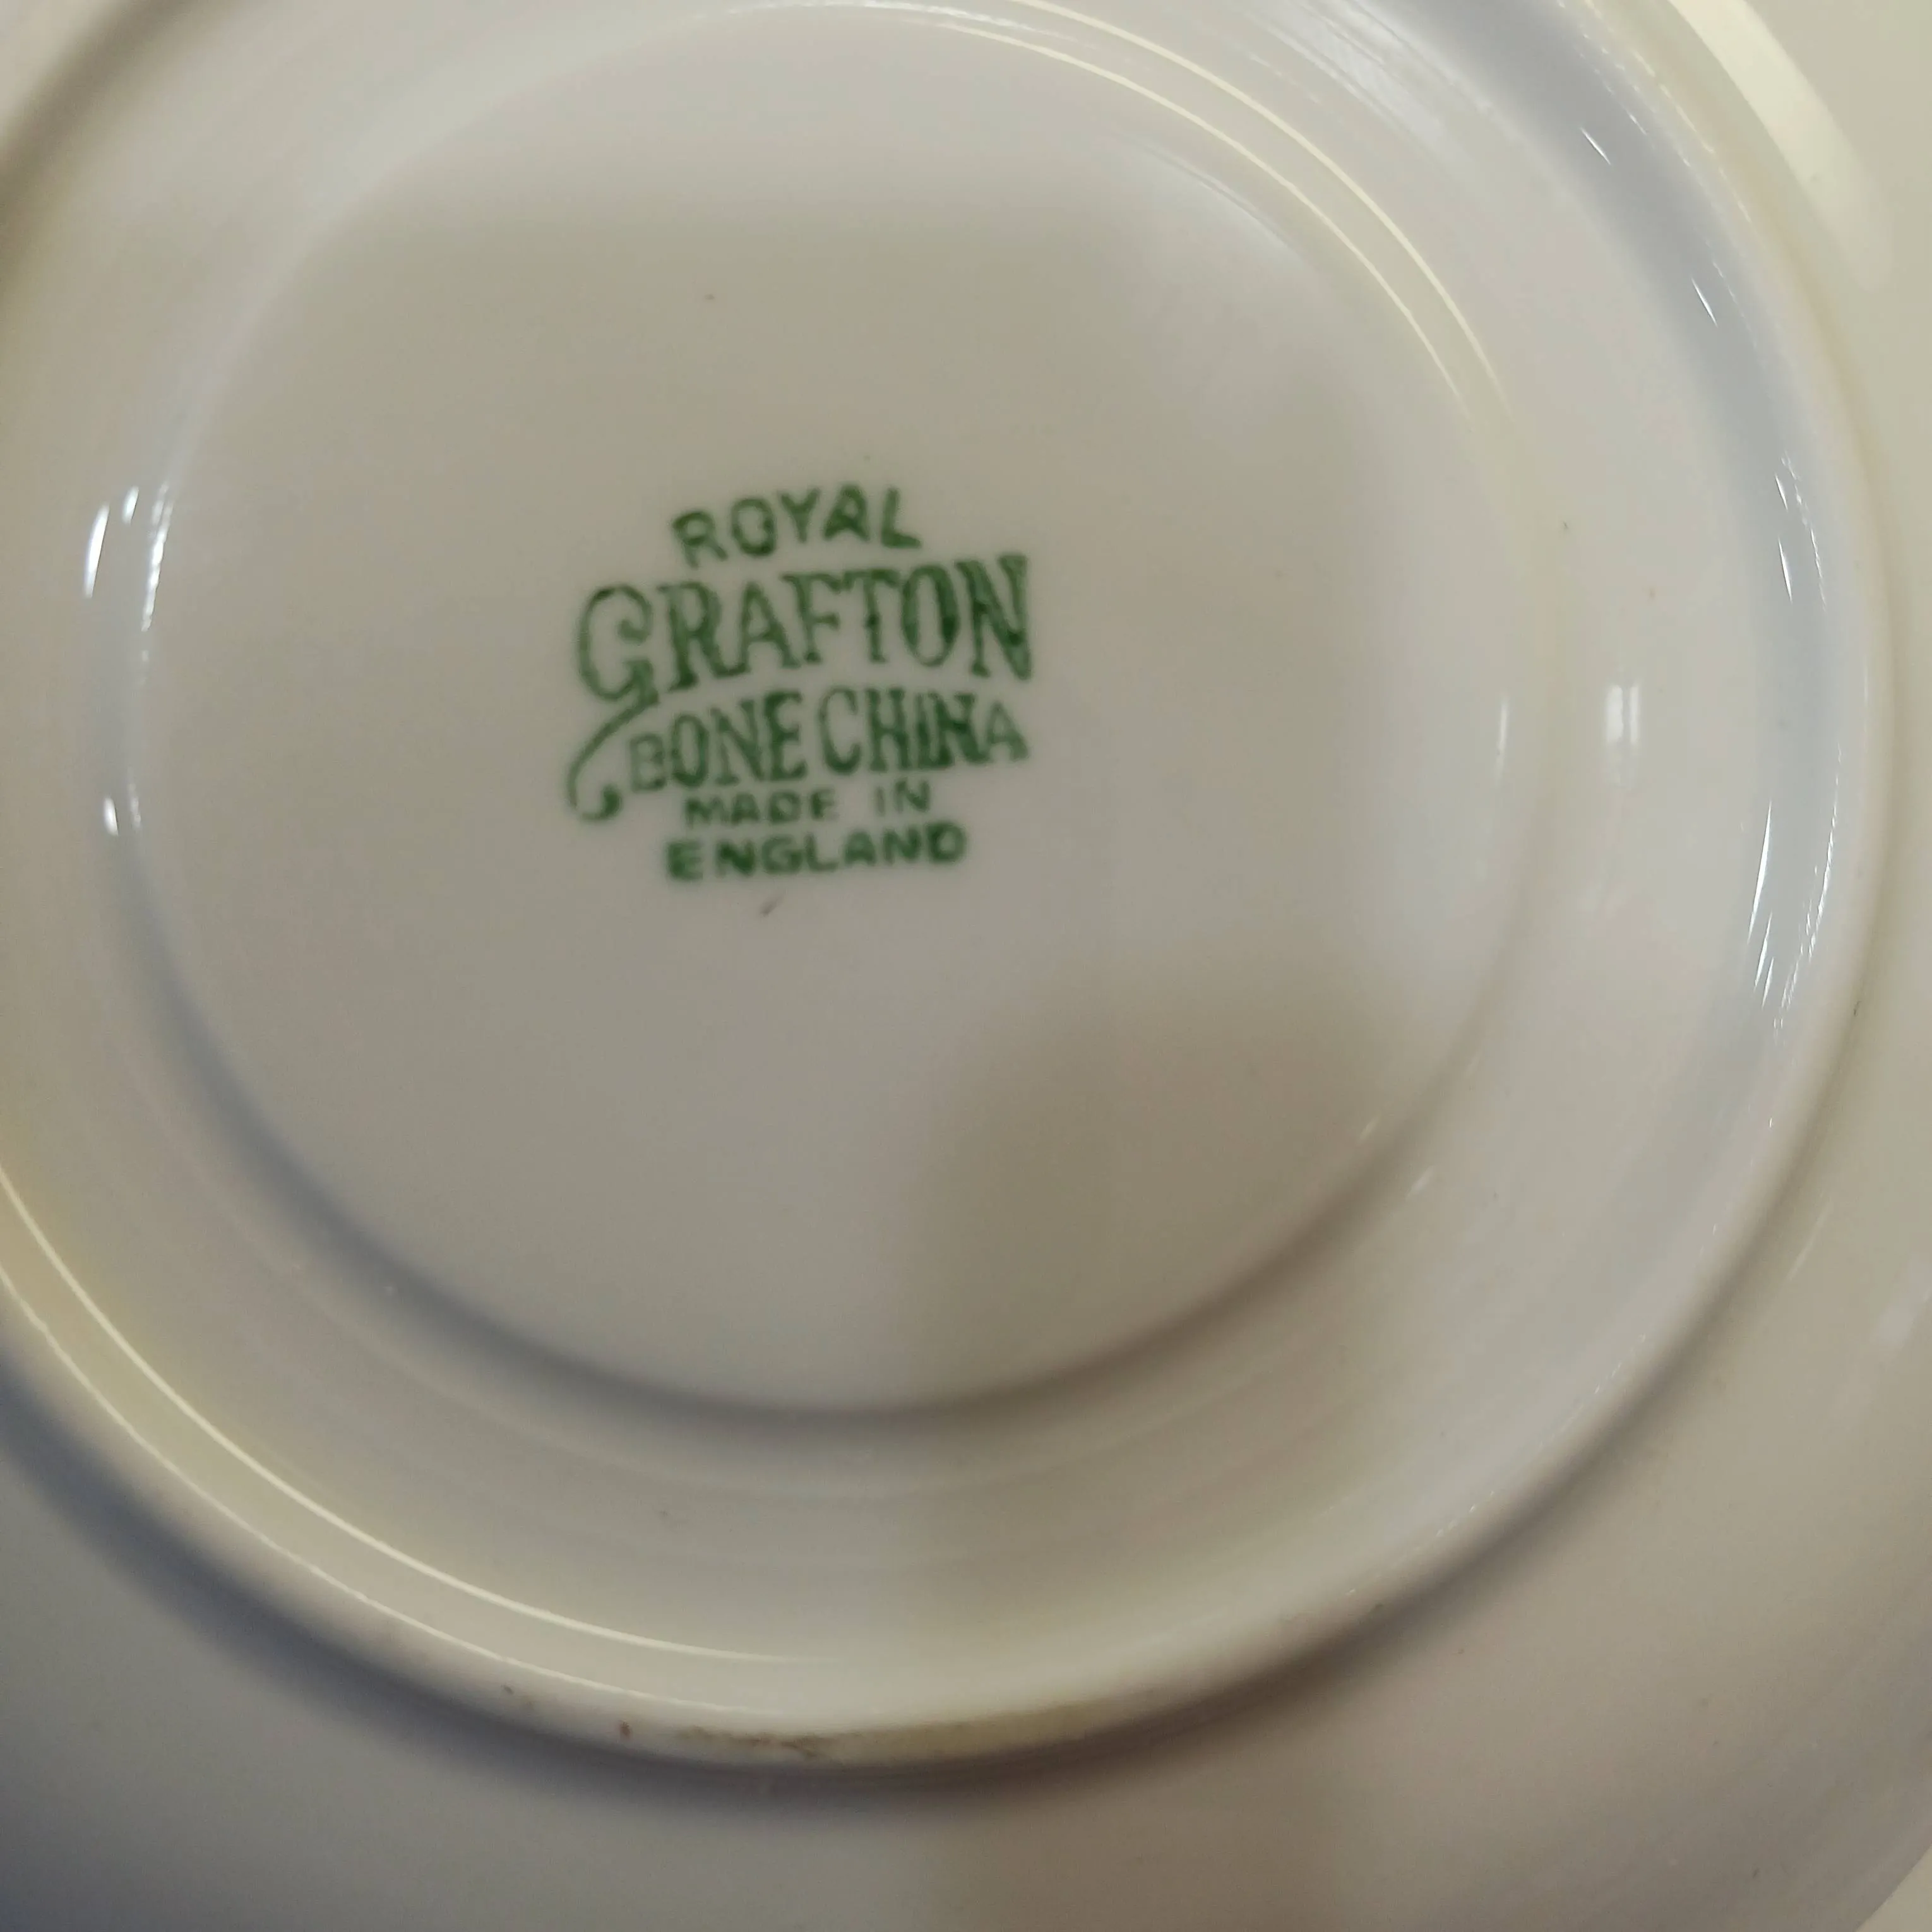 ROYAL
GRAFTON
BONE CHINA
MADE IN
ENGLAND